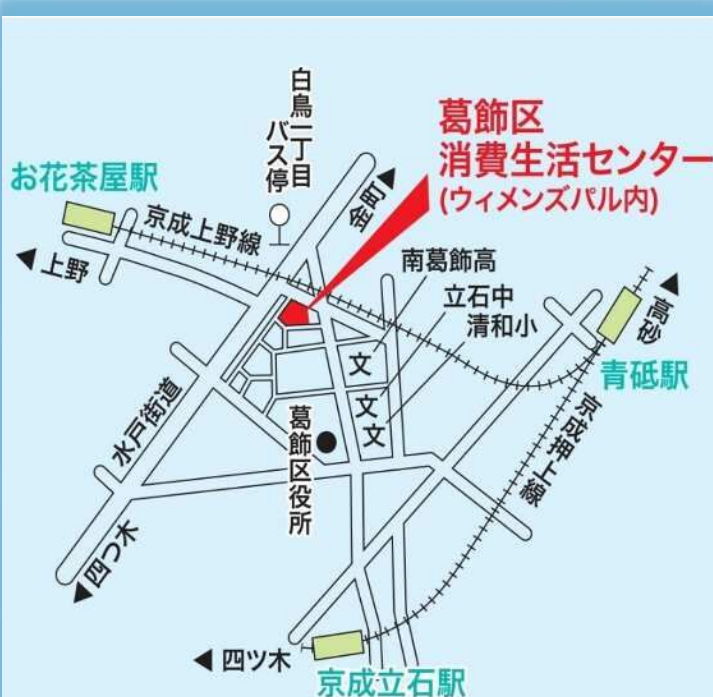 白鳥一丁目
バス停
葛飾区
消費生活センター
(ウィメンズパル内)
お花茶屋駅
京成上野線
金町
上野
南葛飾高
立石中
清和小
高砂
青砥駅
文
文
文
水戸街道
葛飾区役所
京成押上線
四つ木
四ツ木
京成立石駅